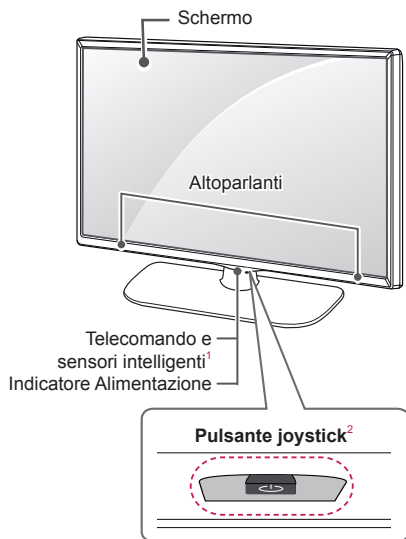 Schermo
Altoparlanti
Telecomando e
sensori intelligenti1
Indicatore Alimentazione
Pulsante joystick2